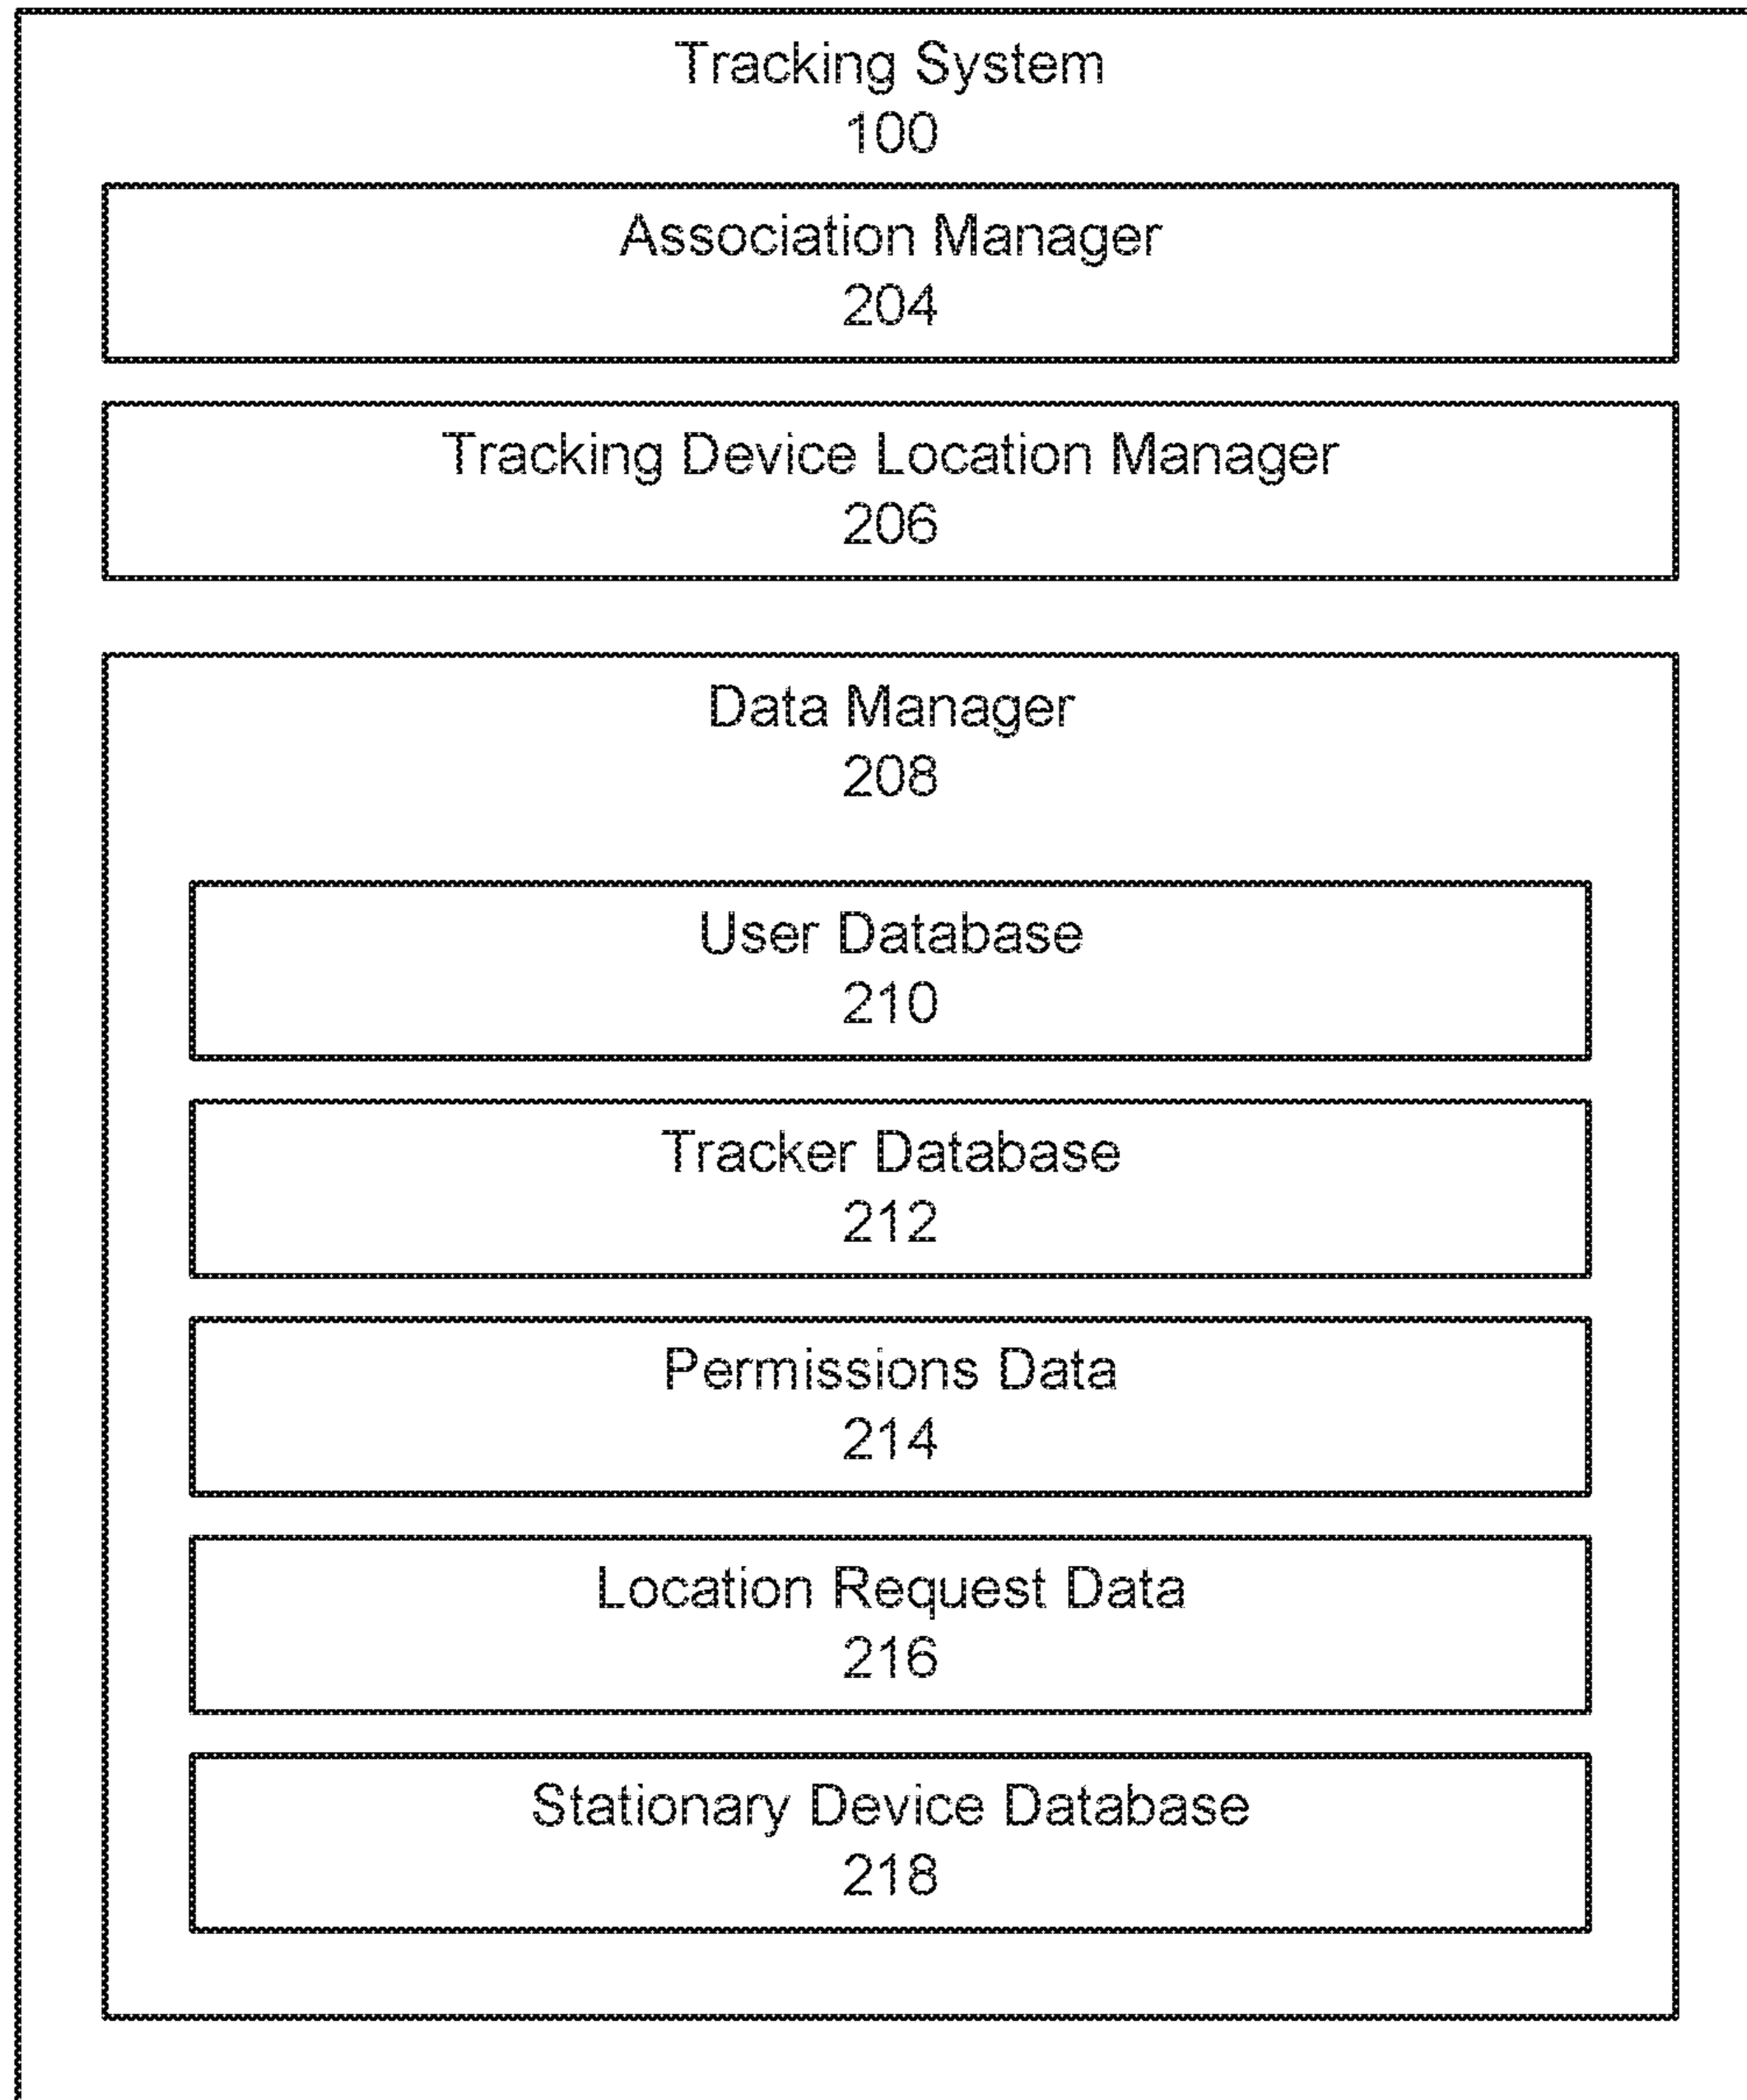 Tracking System
100
Association Manager
204
Tracking Device Location Manager
206
Data Manager
208
User Database
210
Tracker Database
212
Permissions Data
214
Location Request Data
216
Stationary Device Database
218